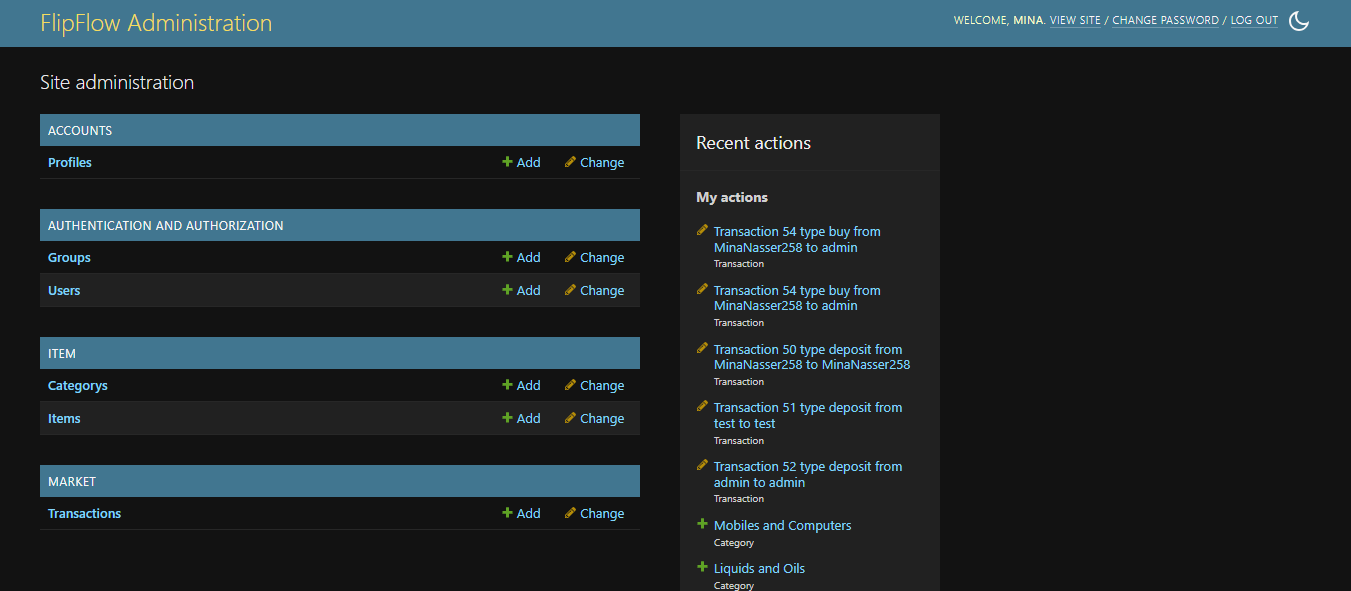 FlipFlow Administration
WELCOME, MINA. VIEW SITE / CHANGE PASSWORD / LOG OUT
Site administration
ACCOUNTS
Profiles Add Change
AUTHENTICATION AND AUTHORIZATION
Groups Add Change
Users Add Change
ITEM
Categorys Add Change
Items Add Change
MARKET
Transactions Add Change
Recent actions
My actions
Transaction 54 type buy from
MinaNasser258 to admin
Transaction
Transaction 54 type buy from
MinaNasser258 to admin
Transaction
Transaction 50 type deposit from
MinaNasser258 to MinaNasser258
Transaction
Transaction 51 type deposit from
test to test
Transaction
Transaction 52 type deposit from
admin to admin
Transaction
Mobiles and Computers
Category
Liquids and Oils
Category